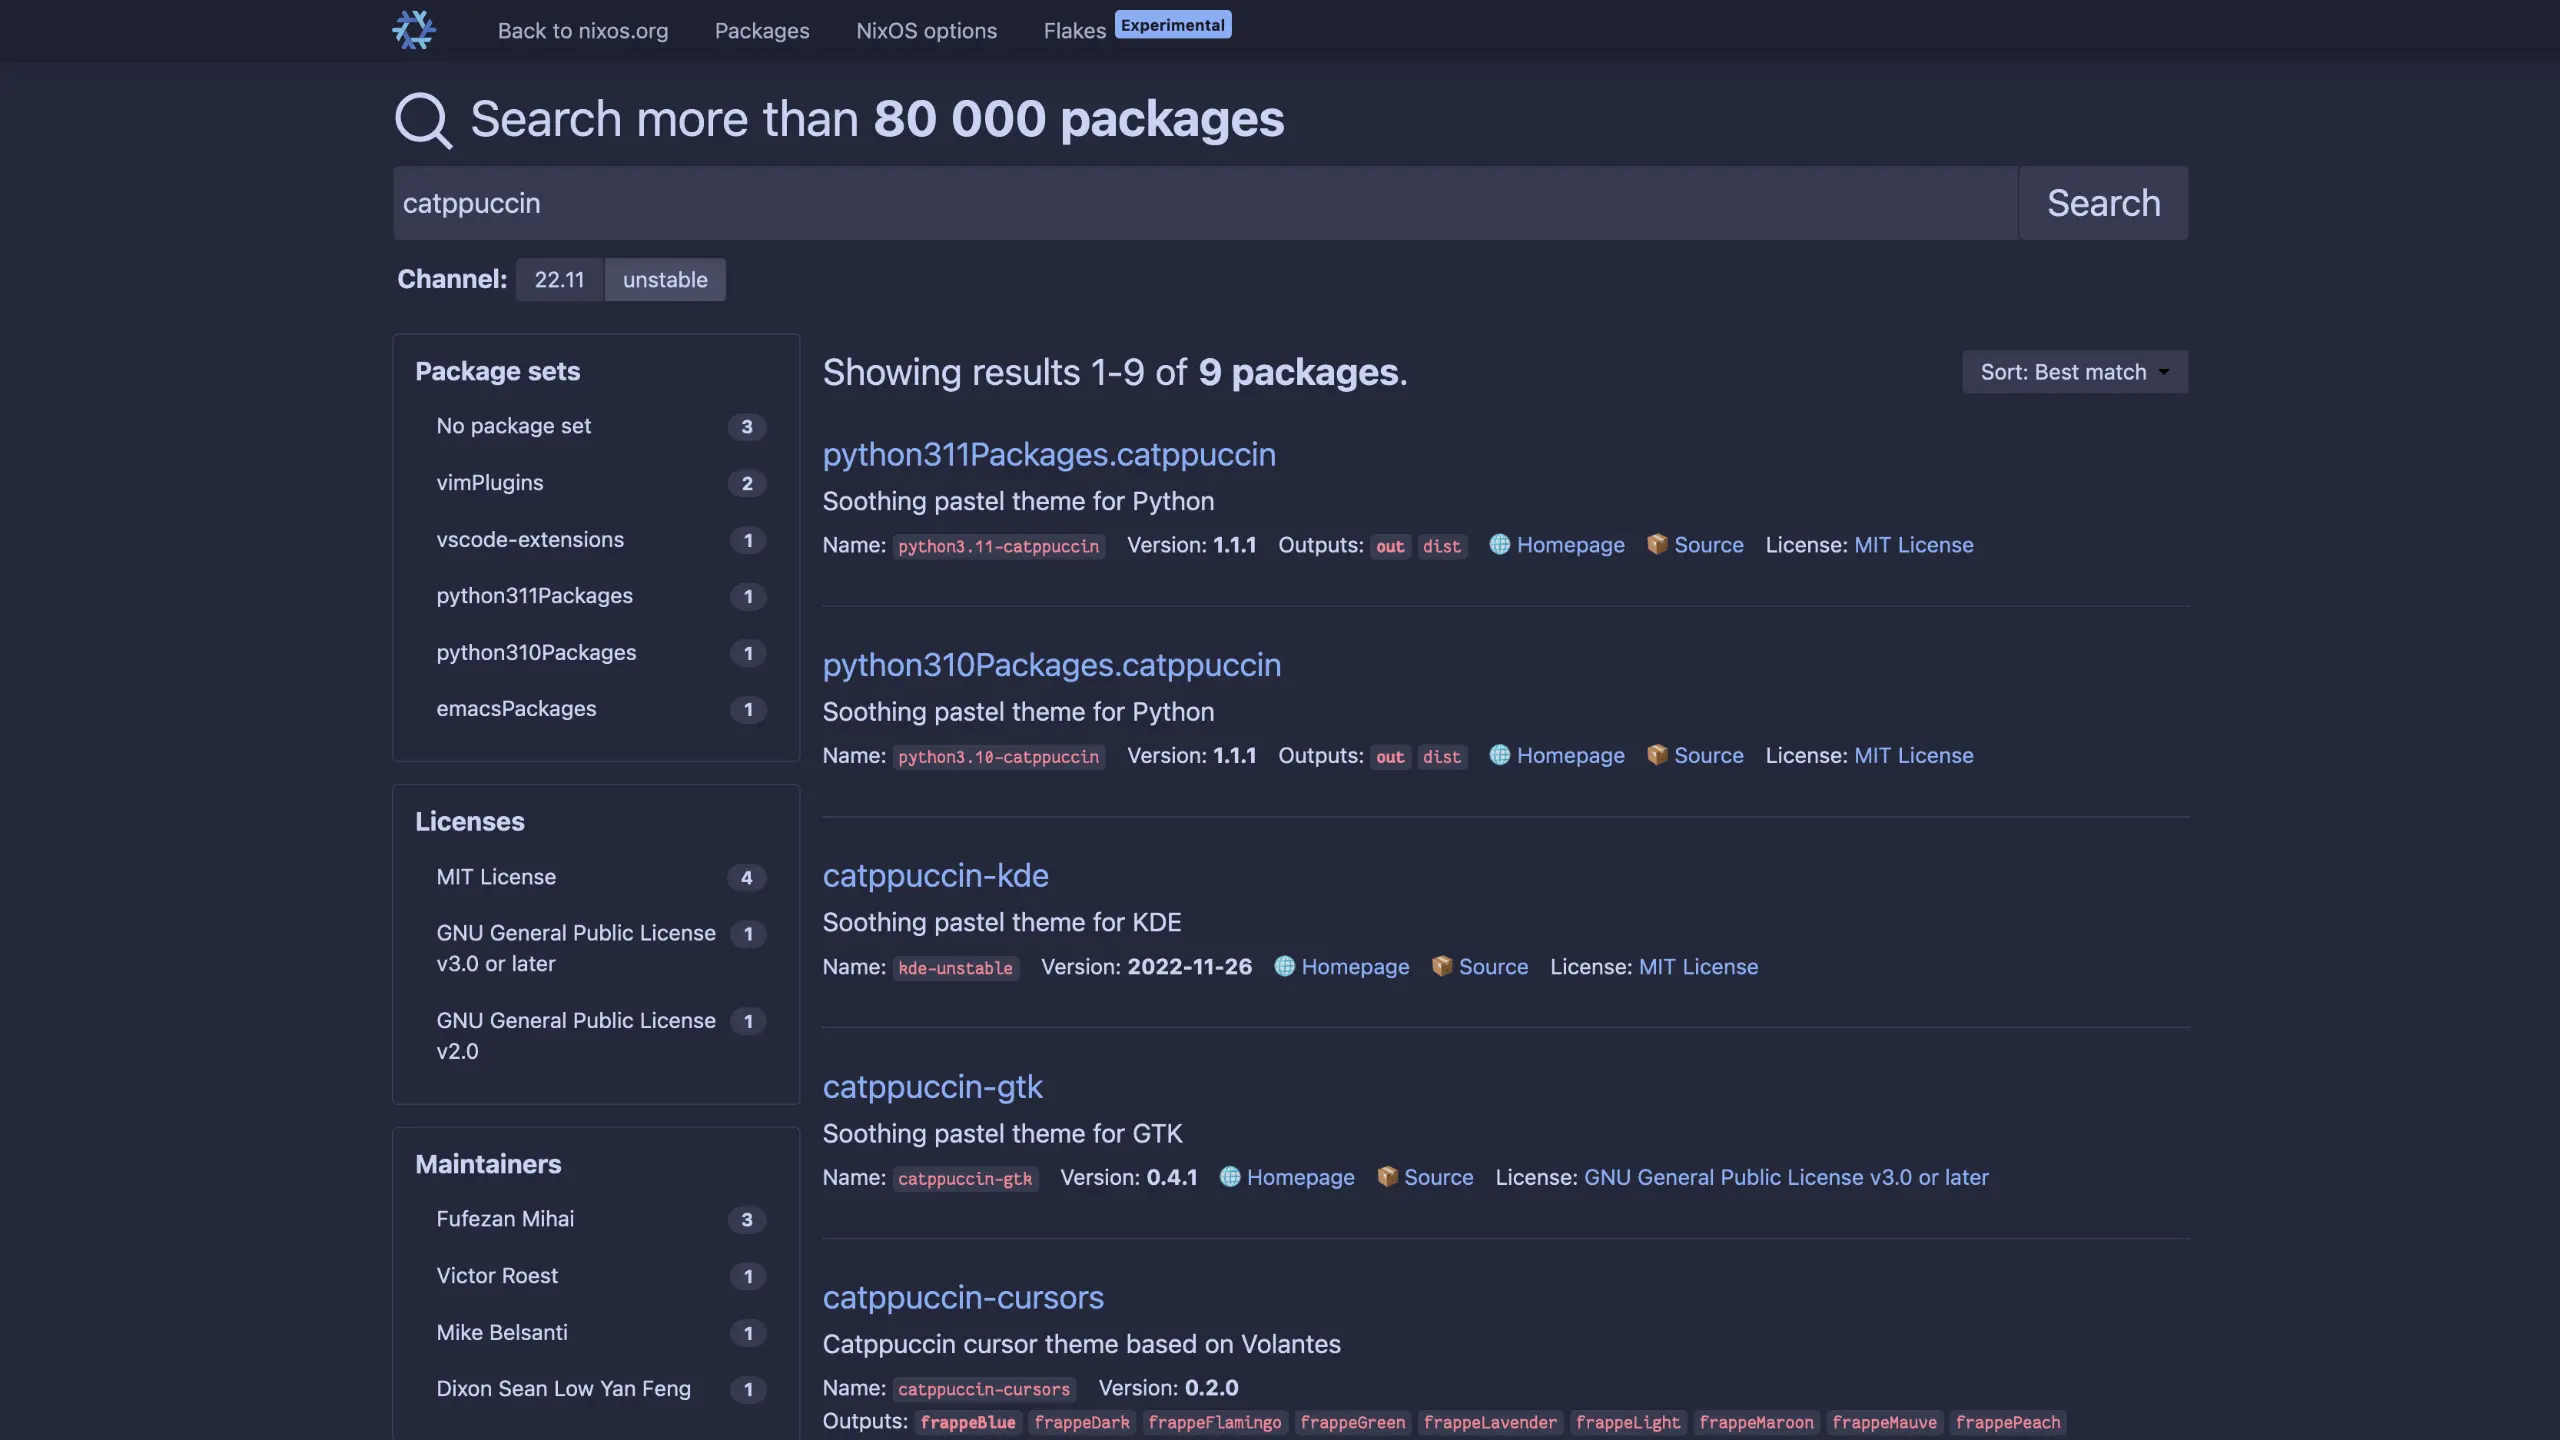 Back to nixos.org Packages NixOS options Flakes Experimental
Search more than 80 000 packages
catppuccin Search
Channel: 22.11 unstable
Package sets
No package set 3
vimPlugins 2
vscode-extensions 1
python311Packages 1
python310Packages 1
emacsPackages 1
Licenses
MIT License 4
GNU General Public License 1
v3.0 or later
GNU General Public License 1
v2.0
Maintainers
Fufezan Mihai 3
Victor Roest 1
Mike Belsanti 1
Dixon Sean Low Yan Feng 1
Showing results 1-9 of 9 packages.
Sort: Best match
python311Packages.catppuccin
Soothing pastel theme for Python
Name: python3.11-catppuccin Version: 1.1.1 Outputs: out dist Homepage Source License: MIT License
python310Packages.catppuccin
Soothing pastel theme for Python
Name: python3.10-catppuccin Version: 1.1.1 Outputs: out dist Homepage Source License: MIT License
catppuccin-kde
Soothing pastel theme for KDE
Name: kde-unstable Version: 2022-11-26 Homepage Source License: MIT License
catppuccin-gtk
Soothing pastel theme for GTK
Name: catppuccin-gtk Version: 0.4.1 Homepage Source License: GNU General Public License v3.0 or later
catppuccin-cursors
Catppuccin cursor theme based on Volantes
Name: catppuccin-cursors Version: 0.2.0
Outputs: frappeBlue frappeDark frappeFlamingo frappeGreen frappeLavender frappeLight frappeMaroon frappeMauve frappePeach